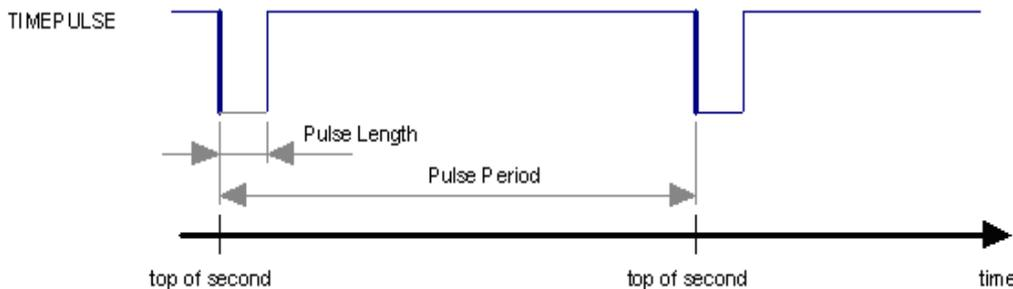 TIMEPULSE
Pulse Length
Pulse Period
top of second
top of second
time